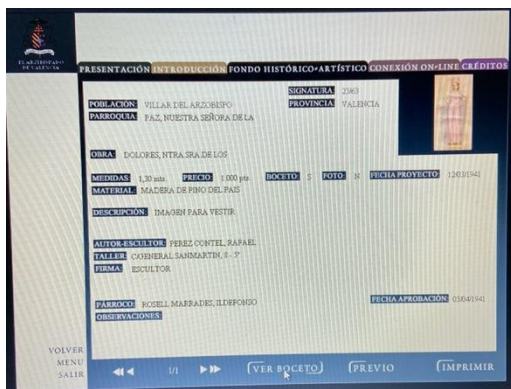 EL ARZOBISPADO
DE VALENCIA
PRESENTACIÓN INTRODUCCIÓN FONDO HISTÓRICO-ARTÍSTICO CONEXIÓN ON-LINE CRÉDITOS
SIGNATURA: 2363
POBLACIÓN: VILLAR DEL ARZOBISPO PROVINCIA: VALENCIA
PARROQUIA: PAZ, NUESTRA SEÑORA DE LA
OBRA: DOLORES, NTRA SRA DE LOS
MEDIDAS: 1,30 mts. PRECIO: 1.000 pts. BOCETO: S FOTO: N FECHA PROYECTO: 12/03/1941
MATERIAL: MADERA DE PINO DEL PAIS
DESCRIPCIÓN: IMAGEN PARA VESTIR
AUTOR-ESCULTOR: PEREZ CONTEL, RAFAEL
TALLER: C/GENERAL SANMARTIN, 8 - 5ª
FIRMA: ESCULTOR
PÁRROCO: ROSELL MARRADES, ILDEFONSO FECHA APROBACIÓN: 03/04/1941
OBSERVACIONES:
VOLVER
MENU
SALIR
1/1 VER BOCETO PREVIO IMPRIMIR